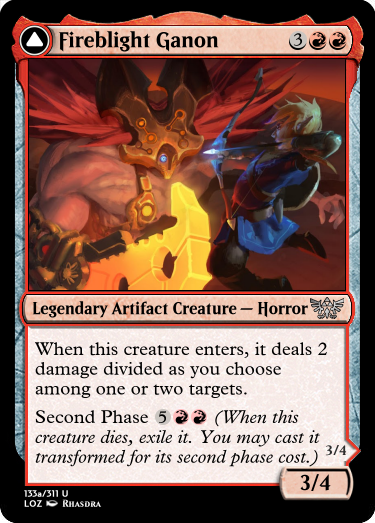 Fireblight Ganon 3
Legendary Artifact Creature — Horror
When this creature enters, it deals 2
damage divided as you choose
among one or two targets.
Second Phase 5 (When this
creature dies, exile it. You may cast it
transformed for its second phase cost.)
3/4
3/4
133a/311 U
LOZ Rhasdra